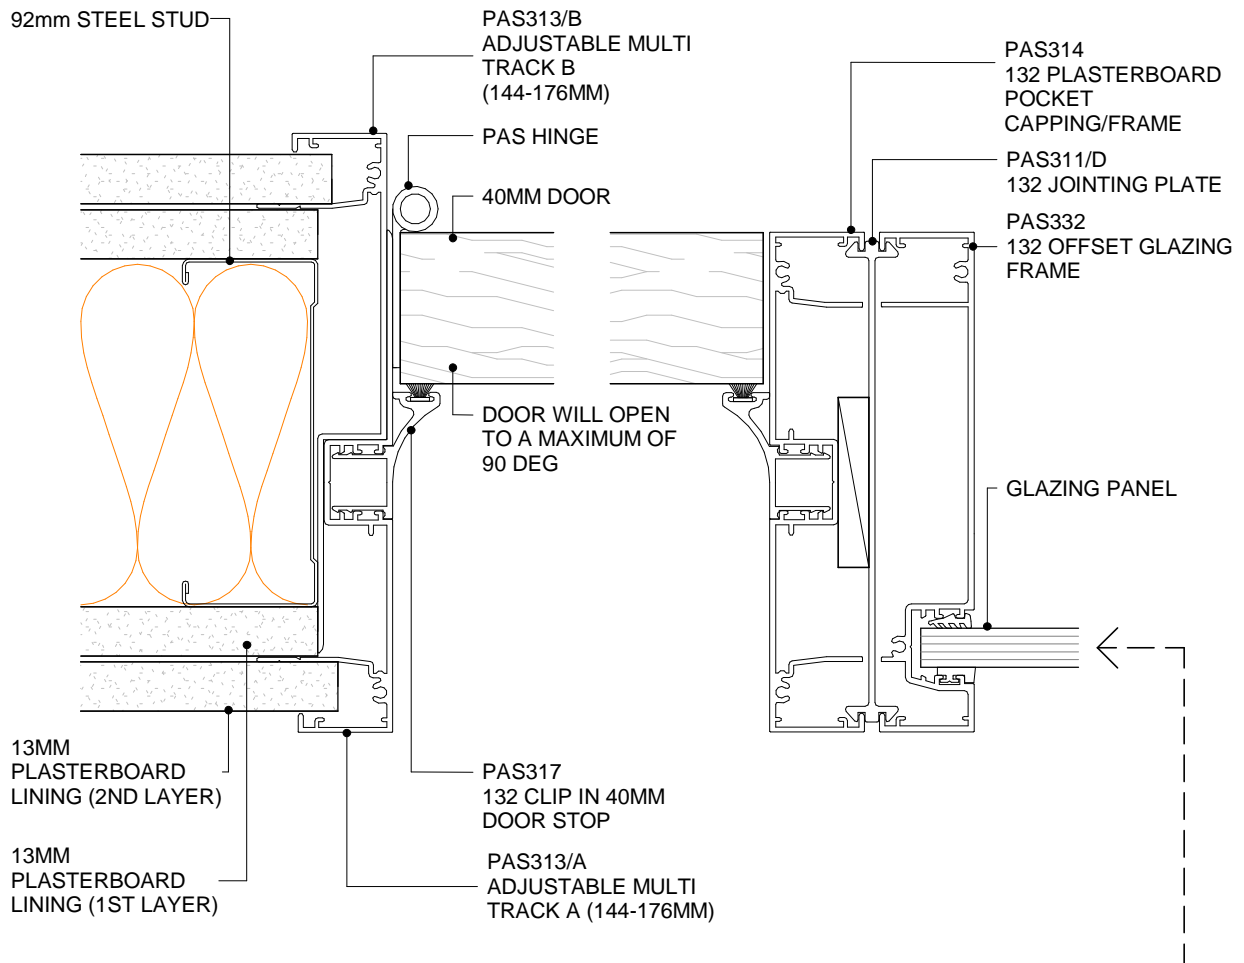 92mm STEEL STUD
PAS313/B
ADJUSTABLE MULTI
TRACK B
(144-176MM)
PAS HINGE
40MM DOOR
PAS314
132 PLASTERBOARD
POCKET
CAPPING/FRAME
PAS311/D
132 JOINTING PLATE
PAS332
132 OFFSET GLAZING
FRAME
DOOR WILL OPEN
TO A MAXIMUM OF
90 DEG
GLAZING PANEL
13MM
PLASTERBOARD
LINING (2ND LAYER)
13MM
PLASTERBOARD
LINING (1ST LAYER)
PAS317
132 CLIP IN 40MM
DOOR STOP
PAS313/A
ADJUSTABLE MULTI
TRACK A (144-176MM)